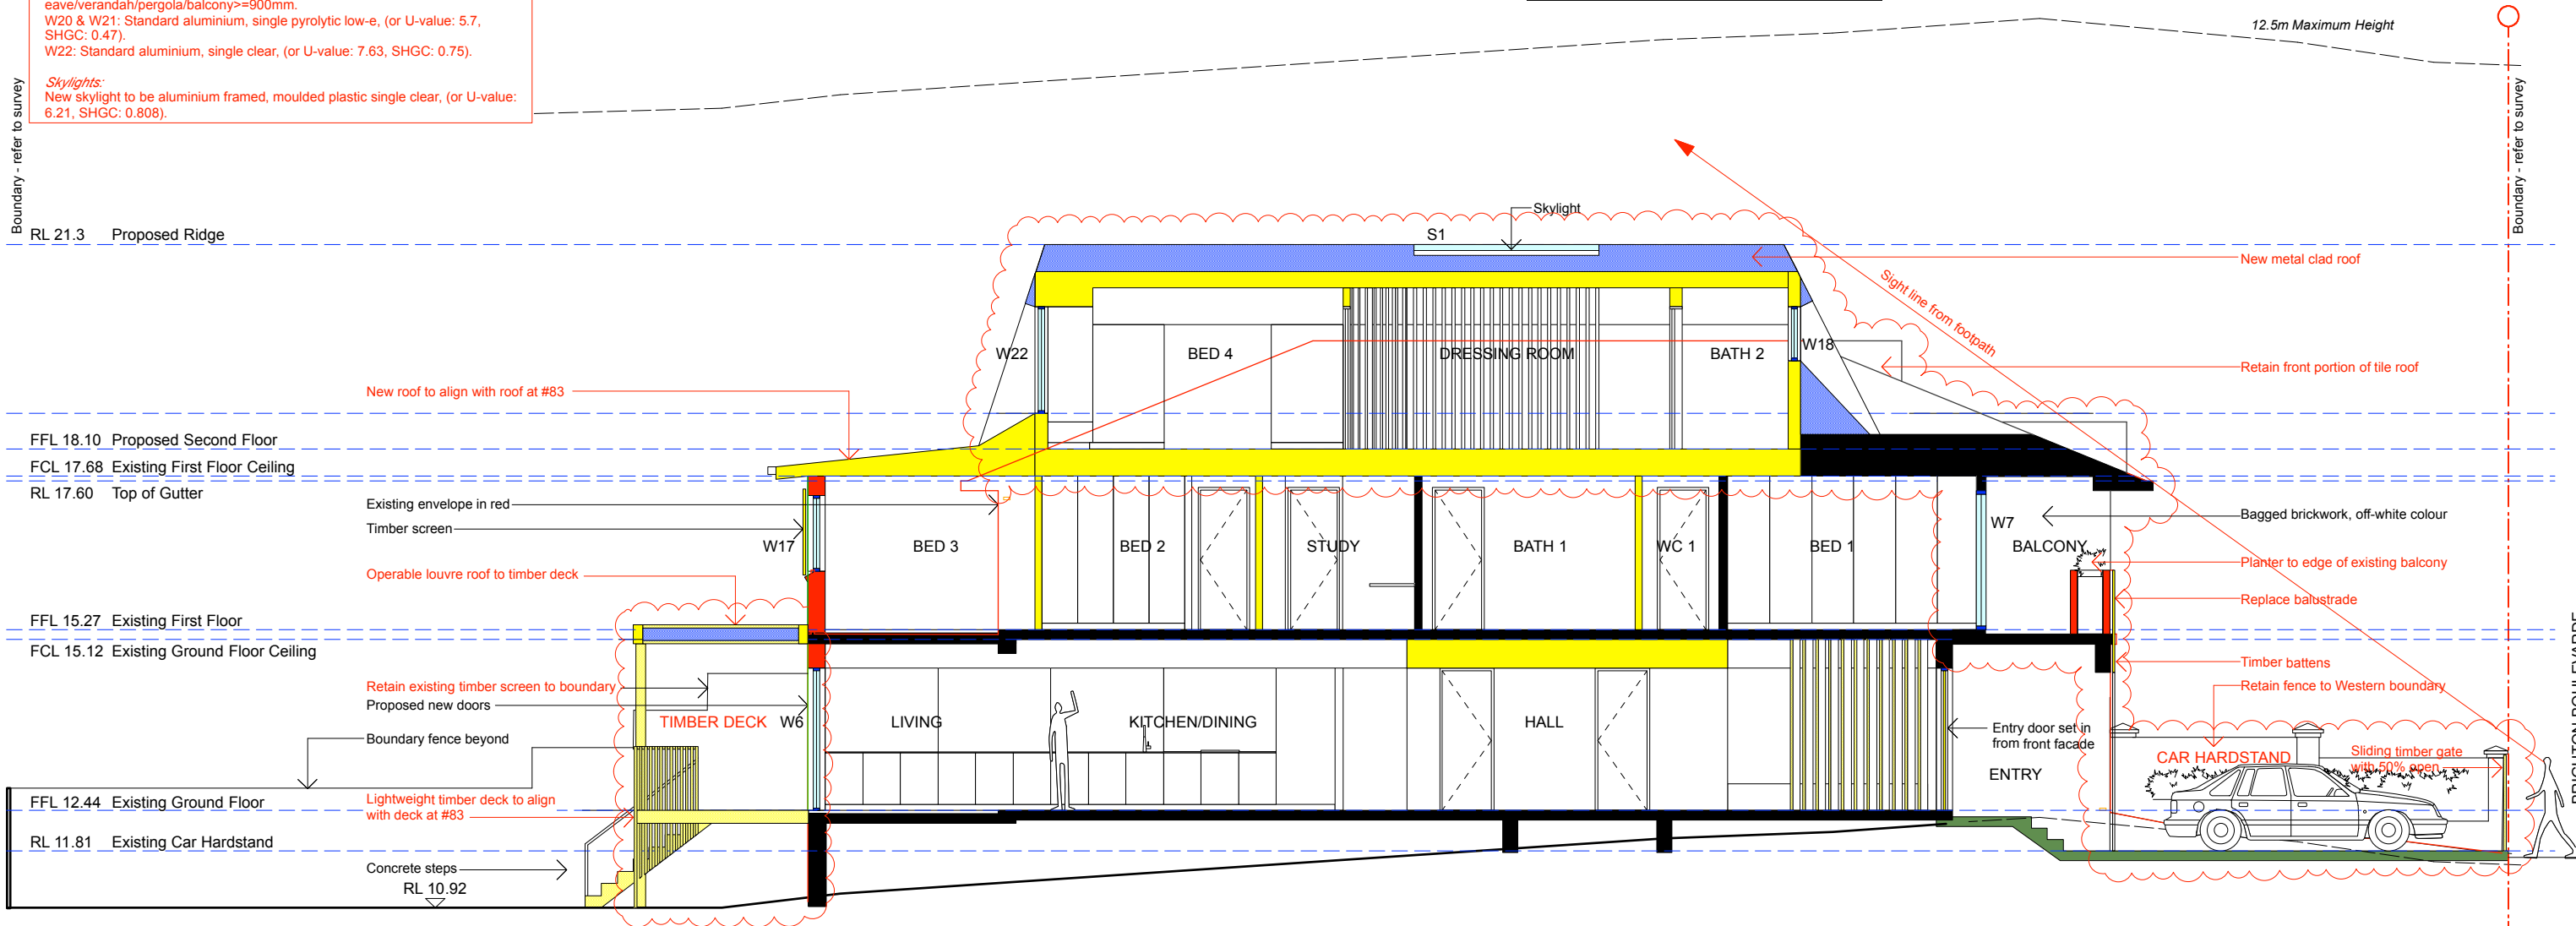 eave/verandah/pergola/balcony>=900mm.
W20 & W21: Standard aluminium, single pyrolytic low-e, (or U-value: 5.7,
SHGC: 0.47).
W22: Standard aluminium, single clear, (or U-value: 7.63, SHGC: 0.75).
Skylights:
New skylight to be aluminium framed, moulded plastic single clear, (or U-value:
6.21, SHGC: 0.808).
12.5m Maximum Height
Boundary - refer to survey
Boundary - refer to survey
Skylight
RL 21.3 Proposed Ridge
S1
New metal clad roof
Sight line from footpath
W22
BED 4
DRESSING ROOM
BATH 2
W18
Retain front portion of tile roof
New roof to align with roof at #83
FFL 18.10 Proposed Second Floor
FCL 17.68 Existing First Floor Ceiling
RL 17.60 Top of Gutter
Existing envelope in red
Timber screen
W17
BED 3
BED 2
STUDY
BATH 1
WC 1
BED 1
W7
BALCONY
Bagged brickwork, off-white colour
Planter to edge of existing balcony
Operable louvre roof to timber deck
Replace balustrade
FFL 15.27 Existing First Floor
FCL 15.12 Existing Ground Floor Ceiling
Timber battens
Retain existing timber screen to boundary
Retain fence to Western boundary
Proposed new doors
TIMBER DECK
W6
LIVING
KITCHEN/DINING
HALL
Entry door set in
from front facade
Boundary fence beyond
CAR HARDSTAND
Sliding timber gate
with 50% open
ENTRY
BRIGHTON BOULEVARDE
FFL 12.44 Existing Ground Floor
Lightweight timber deck to align
with deck at #83
RL 11.81 Existing Car Hardstand
Concrete steps
RL 10.92